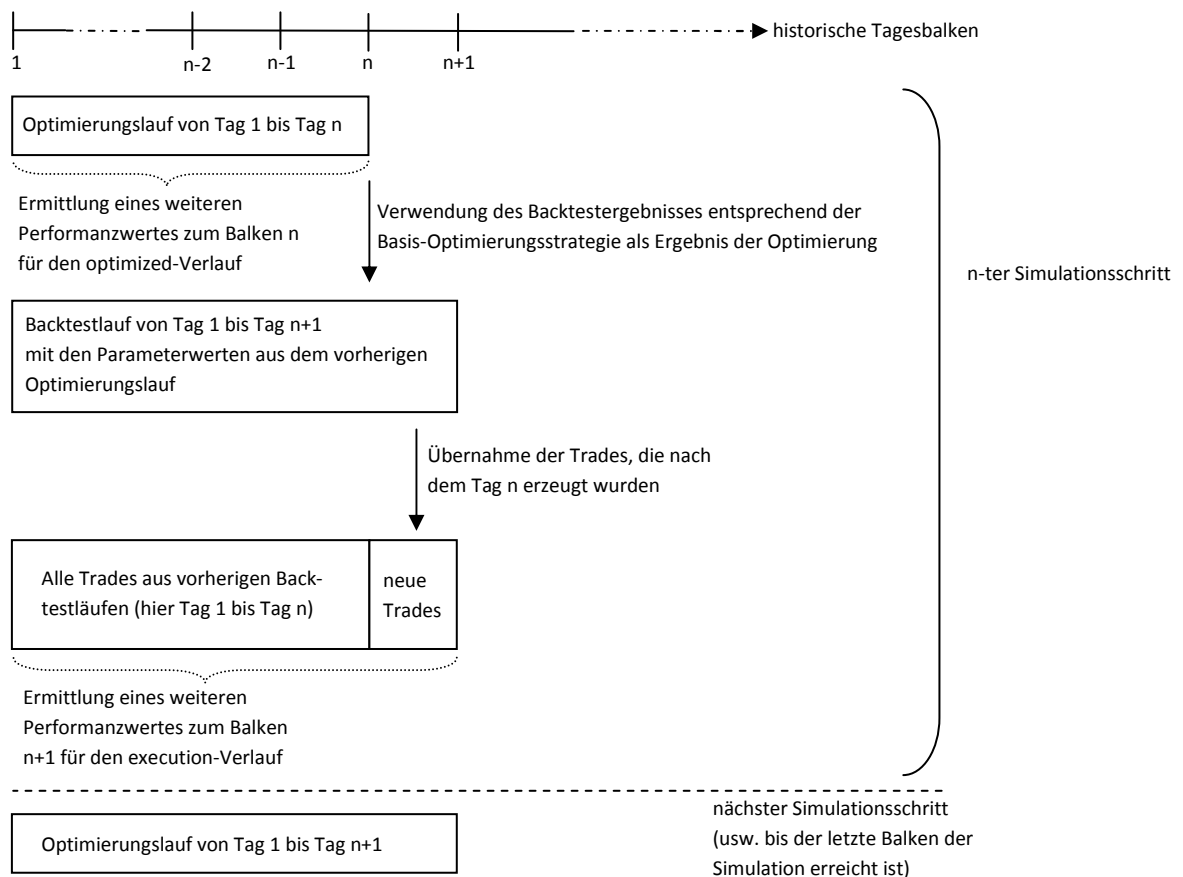 historische Tagesbalken
1 n-2 n-1 n n+1
Optimierungslauf von Tag 1 bis Tag n
Ermittlung eines weiteren
Performanzwertes zum Balken n
für den optimized-Verlauf
Verwendung des Backtestergebnisses entsprechend der
Basis-Optimierungsstrategie als Ergebnis der Optimierung
n-ter Simulationsschritt
Backtestlauf von Tag 1 bis Tag n+1
mit den Parameterwerten aus dem vorherigen
Optimierungslauf
Übernahme der Trades, die nach
dem Tag n erzeugt wurden
Alle Trades aus vorherigen Back-
testläufen (hier Tag 1 bis Tag n)
neue
Trades
Ermittlung eines weiteren
Performanzwertes zum Balken
n+1 für den execution-Verlauf
Optimierungslauf von Tag 1 bis Tag n+1
nächster Simulationsschritt
(usw. bis der letzte Balken der
Simulation erreicht ist)